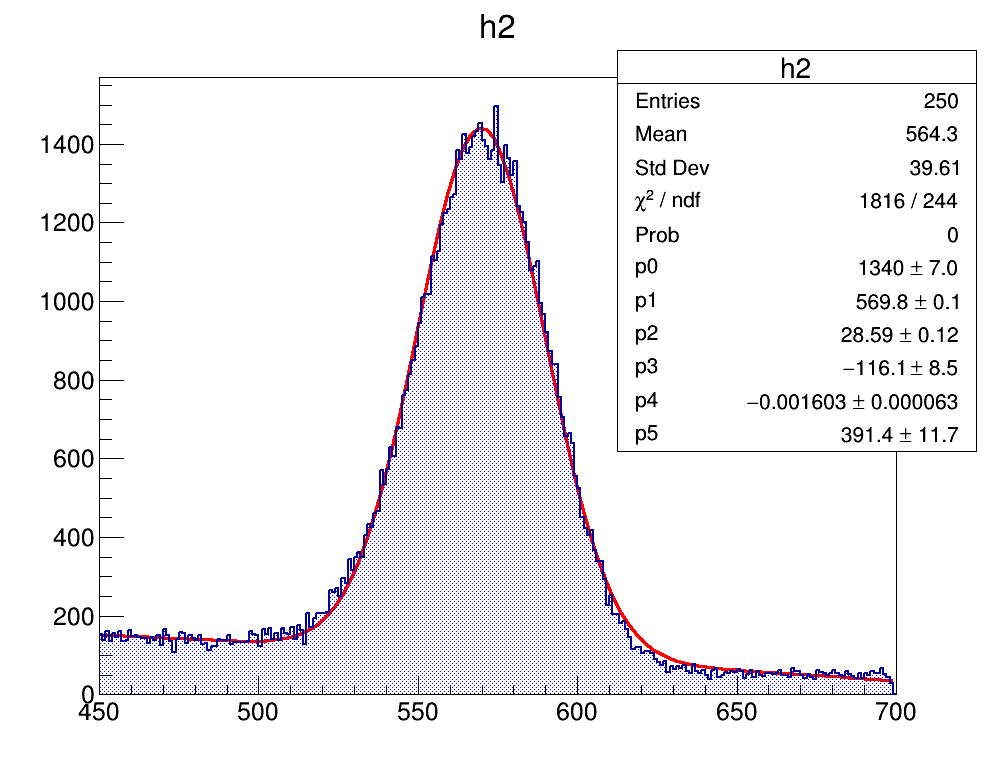 h2
h2
Entries 250
Mean 564.3
Std Dev 39.61
χ² / ndf 1816 / 244
Prob 0
p0 1340 ± 7.0
p1 569.8 ± 0.1
p2 28.59 ± 0.12
p3 −116.1 ± 8.5
p4 −0.001603 ± 0.000063
p5 391.4 ± 11.7
1400
1200
1000
800
600
400
200
0
450 500 550 600 650 700